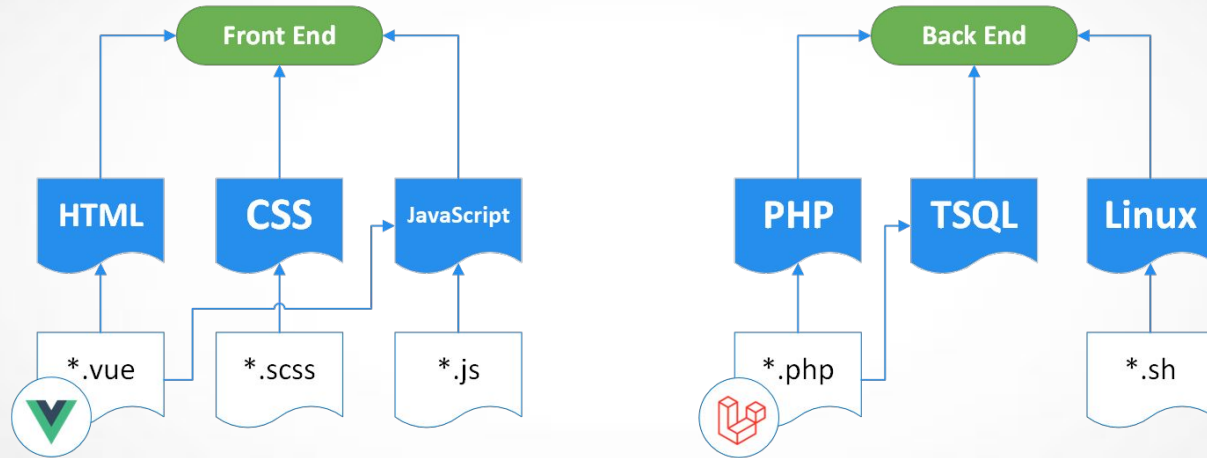 Front End
Back End
HTML
CSS
JavaScript
PHP
TSQL
Linux
*.vue
*.scss
*.js
*.php
*.sh